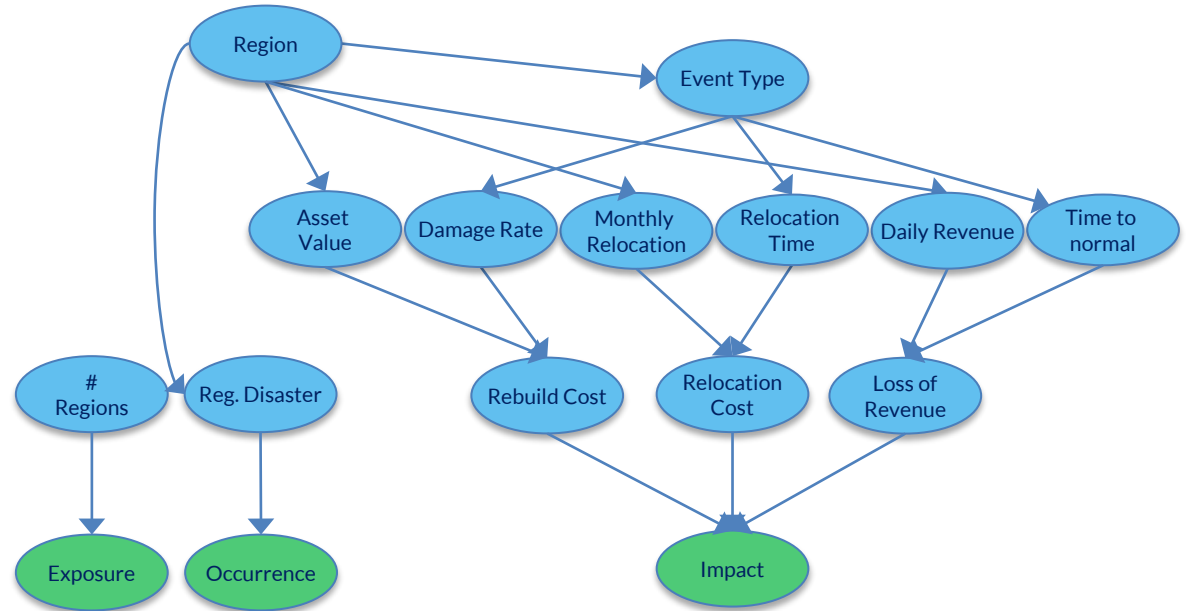 Region
Event Type
Asset
Value
Damage Rate
Monthly
Relocation
Relocation
Time
Daily Revenue
Time to
normal
#
Regions
Reg. Disaster
Rebuild Cost
Relocation
Cost
Loss of
Revenue
Exposure
Occurrence
Impact